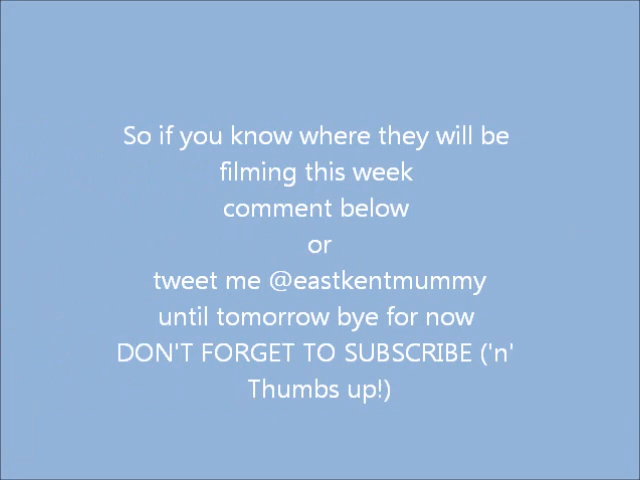 So if you know where they will be
filming this week
comment below
or
tweet me @eastkentmummy
until tomorrow bye for now
DON'T FORGET TO SUBSCRIBE ('n'
Thumbs up!)